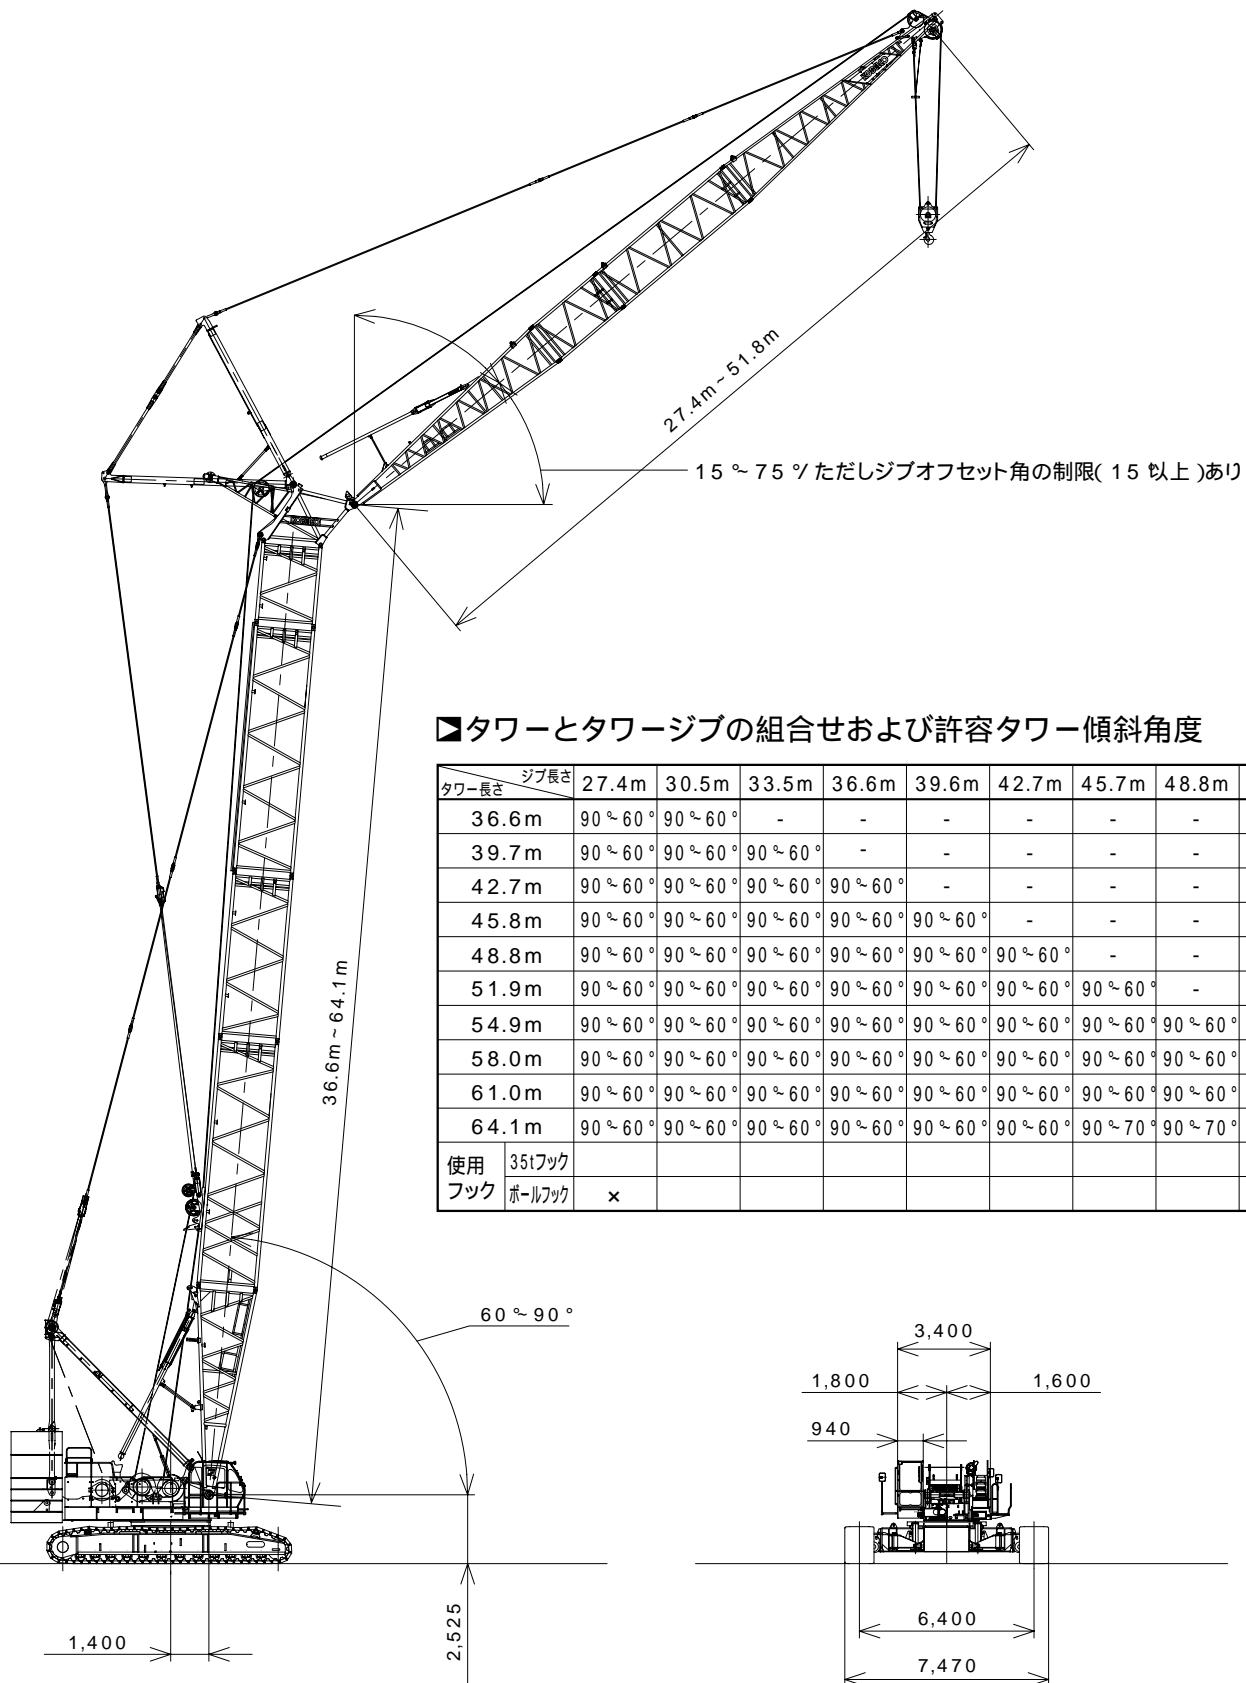 27.4m~51.8m
15°~75°/ただしジブオフセット角の制限(15°以上)あり
36.6m~64.1m
タワーとタワージブの組合せおよび許容タワー傾斜角度
ジブ長さ タワー長さ 27.4m 30.5m 33.5m 36.6m 39.6m 42.7m 45.7m 48.8m
36.6m 90°~60° 90°~60° - - - - - -
39.7m 90°~60° 90°~60° 90°~60° - - - - -
42.7m 90°~60° 90°~60° 90°~60° 90°~60° - - - -
45.8m 90°~60° 90°~60° 90°~60° 90°~60° 90°~60° - - -
48.8m 90°~60° 90°~60° 90°~60° 90°~60° 90°~60° 90°~60° - -
51.9m 90°~60° 90°~60° 90°~60° 90°~60° 90°~60° 90°~60° 90°~60° -
54.9m 90°~60° 90°~60° 90°~60° 90°~60° 90°~60° 90°~60° 90°~60° 90°~60°
58.0m 90°~60° 90°~60° 90°~60° 90°~60° 90°~60° 90°~60° 90°~60° 90°~60°
61.0m 90°~60° 90°~60° 90°~60° 90°~60° 90°~60° 90°~60° 90°~60° 90°~60°
64.1m 90°~60° 90°~60° 90°~60° 90°~60° 90°~60° 90°~60° 90°~70° 90°~70°
使用フック 35tフック
ボールフック ×
60°~90°
3,400
1,800 1,600
940
1,400
2,525
6,400
7,470